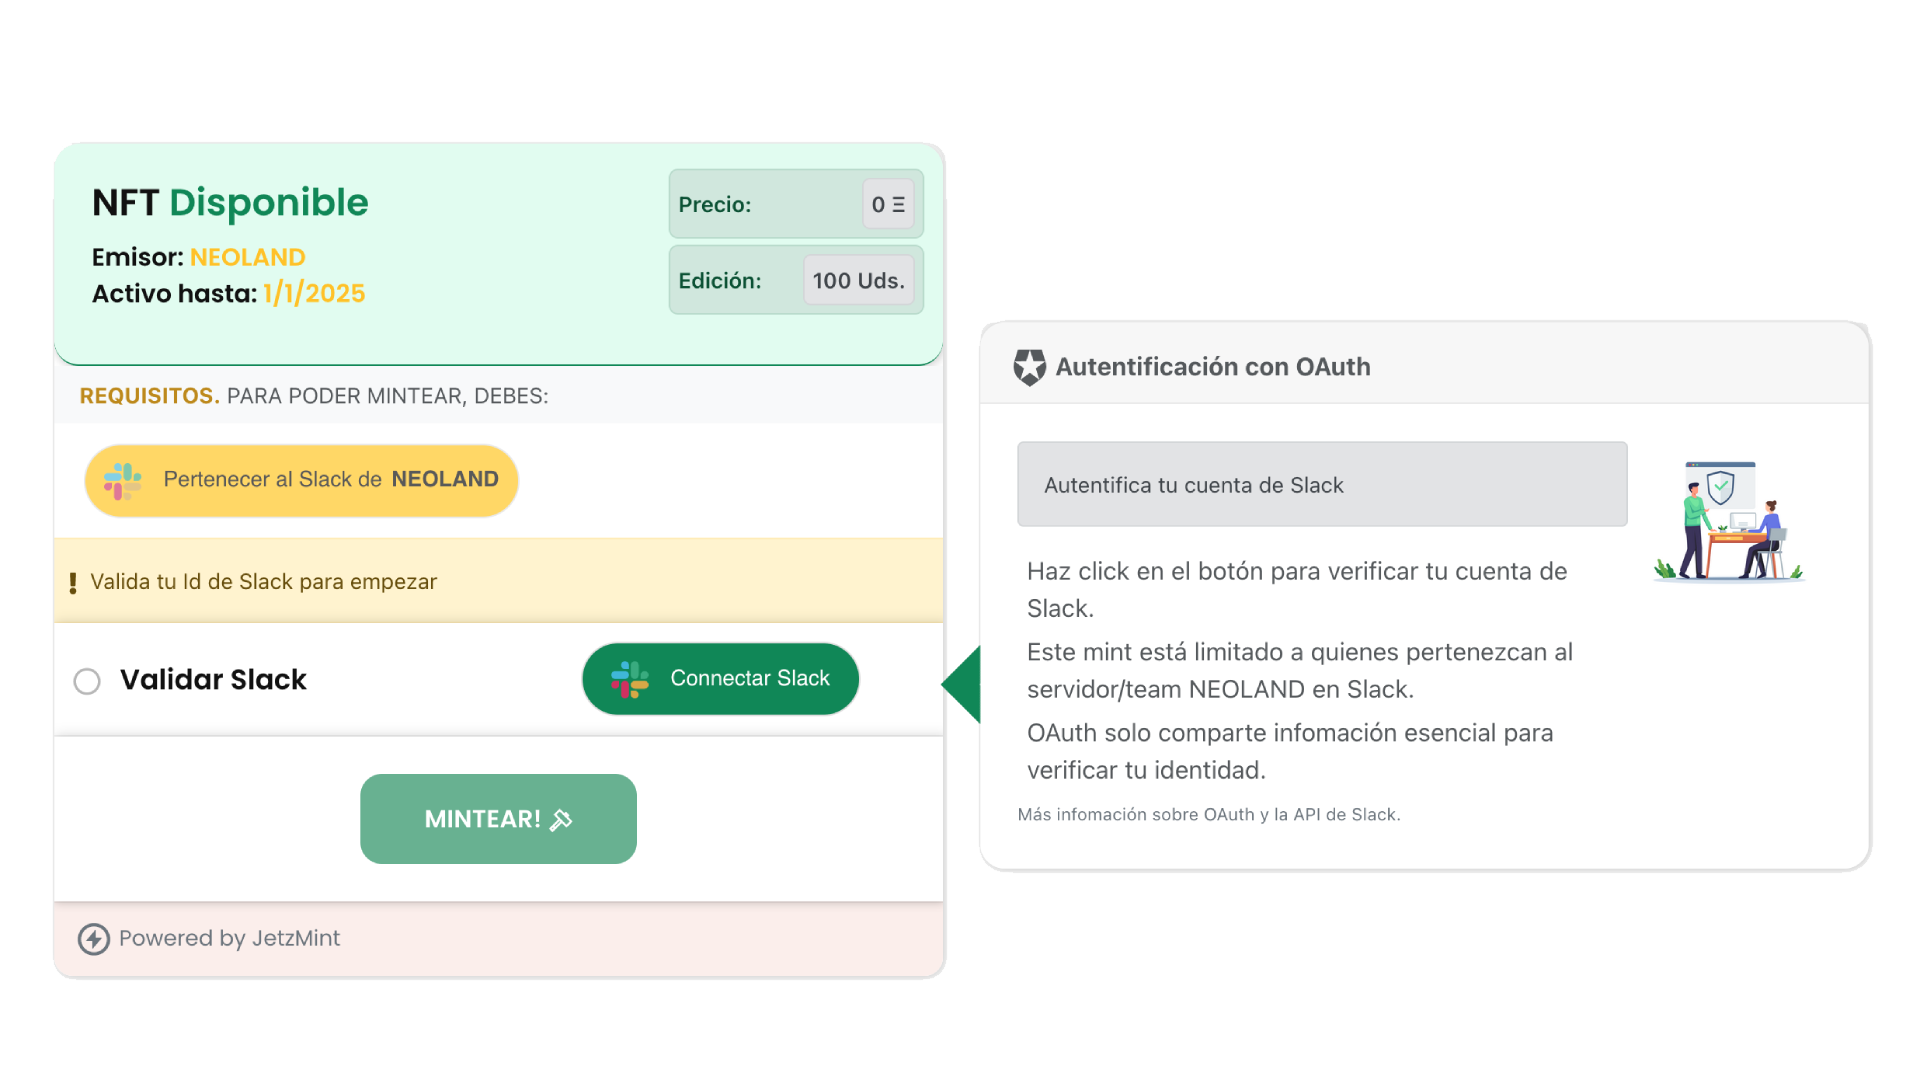 NFT Disponible
Emisor: NEOLAND
Activo hasta: 1/1/2025
Precio: 0 Ξ
Edición: 100 Uds.
REQUISITOS. PARA PODER MINTEAR, DEBES:
Pertenecer al Slack de NEOLAND
! Valida tu Id de Slack para empezar
Validar Slack
Connectar Slack
MINTEAR!
Powered by JetzMint
Autentificación con OAuth
Autentifica tu cuenta de Slack
Haz click en el botón para verificar tu cuenta de
Slack.
Este mint está limitado a quienes pertenezcan al
servidor/team NEOLAND en Slack.
OAuth solo comparte infomación esencial para
verificar tu identidad.
Más infomación sobre OAuth y la API de Slack.